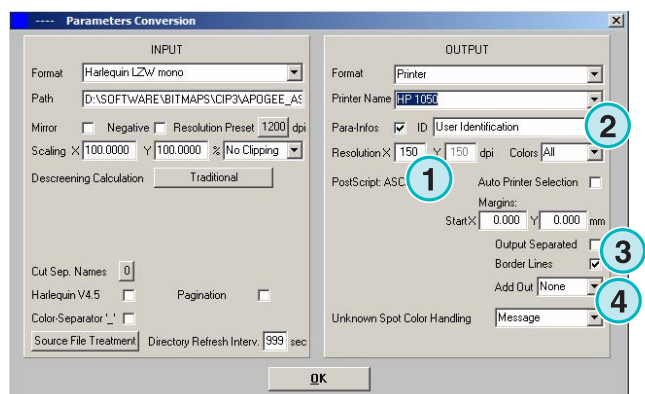 ---- Parameters Conversion
INPUT
Format Harlequin LZW mono
Path D:\SOFTWARE\BITMAPS\CIP3\APOGEE_AS
Mirror Negative Resolution Preset 1200 dpi
Scaling X 100.0000 Y 100.0000 % No Clipping
Descreening Calculation Traditional
Cut Sep. Names 0
Harlequin V4.5 Pagination
Color-Separator '_'
Source File Treatment Directory Refresh Interv. 999 sec
OUTPUT
Format Printer
Printer Name HP 1050
Para-Infos ID User Identification 2
Resolution X 150 Y 150 dpi Colors All
1
PostScript: ASC Auto Printer Selection
Margins:
Start X 0.000 Y 0.000 mm
Output Separated 3
Border Lines
Add Out None 4
Unknown Spot Color Handling Message
OK